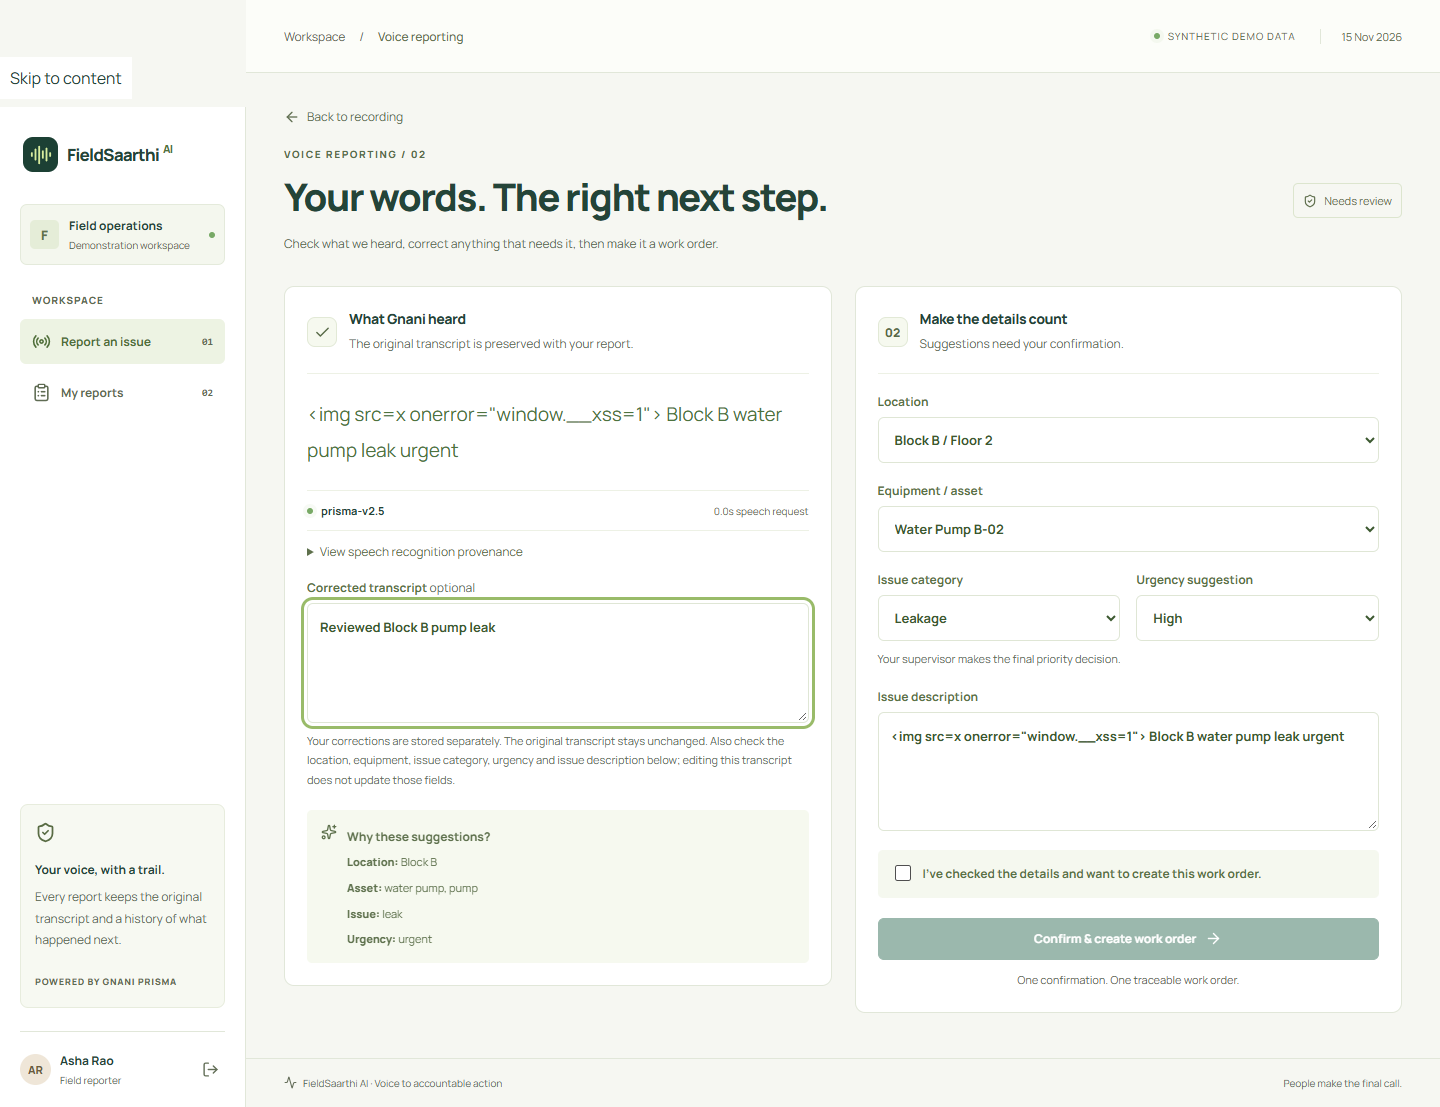 Skip to content
FieldSaarthi AI
F
Field operations
Demonstration workspace
WORKSPACE
Report an issue 01
My reports 02
Your voice, with a trail.
Every report keeps the original
transcript and a history of what
happened next.
POWERED BY GNANI PRISMA
AR
Asha Rao
Field reporter
Workspace / Voice reporting
SYNTHETIC DEMO DATA
15 Nov 2026
Back to recording
VOICE REPORTING / 02
Your words. The right next step.
Needs review
Check what we heard, correct anything that needs it, then make it a work order.
What Gnani heard
The original transcript is preserved with your report.
<img src=x onerror="window.__xss=1"> Block B water
pump leak urgent
prisma-v2.5
0.0s speech request
View speech recognition provenance
Corrected transcript optional
Reviewed Block B pump leak
Your corrections are stored separately. The original transcript stays unchanged. Also check the
location, equipment, issue category, urgency and issue description below; editing this transcript
does not update those fields.
Why these suggestions?
Location: Block B
Asset: water pump, pump
Issue: leak
Urgency: urgent
02
Make the details count
Suggestions need your confirmation.
Location
Block B / Floor 2
Equipment / asset
Water Pump B-02
Issue category
Leakage
Urgency suggestion
High
Your supervisor makes the final priority decision.
Issue description
<img src=x onerror="window.__xss=1"> Block B water pump leak urgent
I've checked the details and want to create this work order.
Confirm & create work order
One confirmation. One traceable work order.
FieldSaarthi AI · Voice to accountable action
People make the final call.